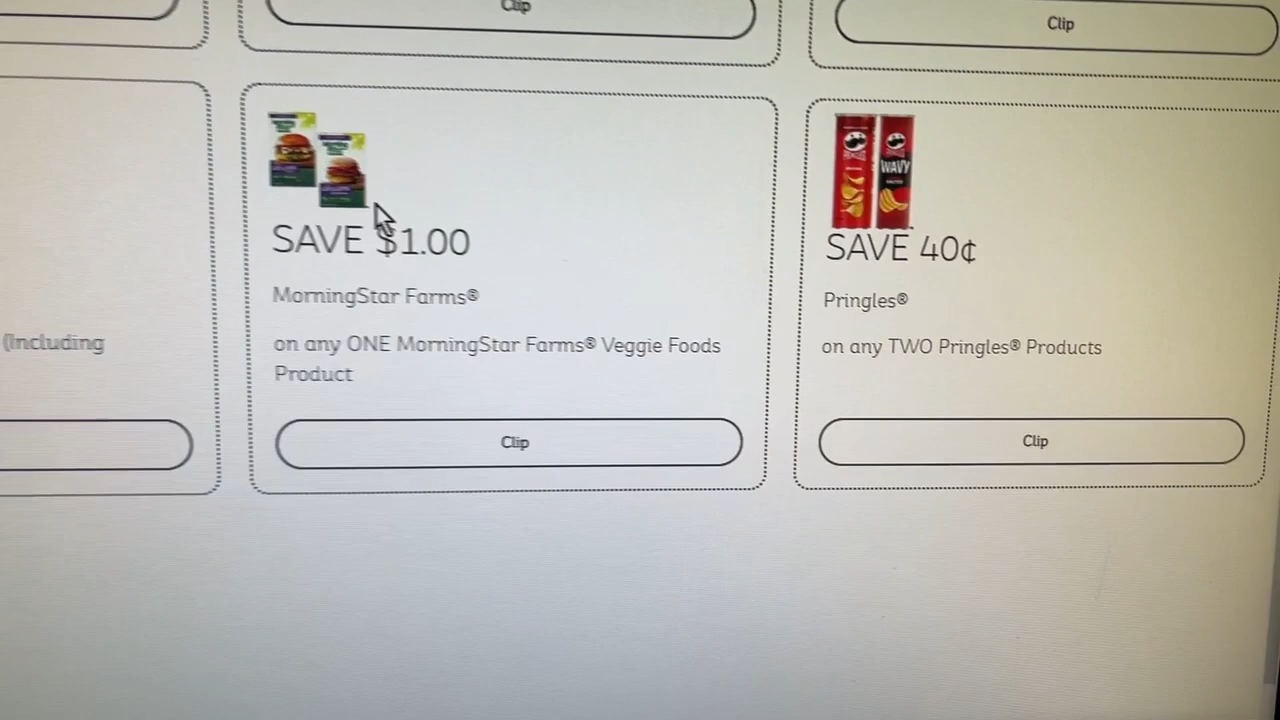 Clip
Clip
SAVE $1.00
MorningStar Farms®
on any ONE MorningStar Farms® Veggie Foods
Product
Clip
WAVY
SAVE 40¢
Pringles®
on any TWO Pringles® Products
Clip
(Including